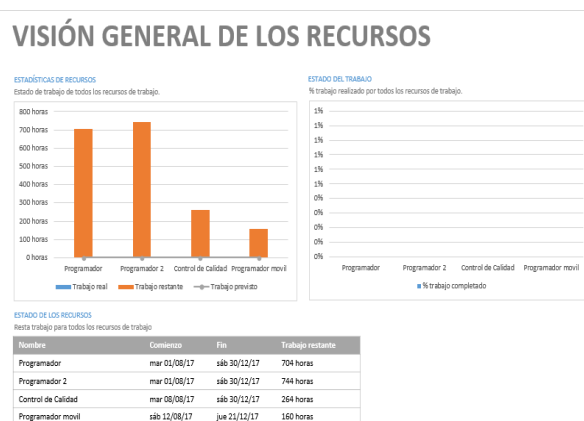 VISIÓN GENERAL DE LOS RECURSOS
ESTADÍSTICAS DE RECURSOS
Estado de trabajo de todos los recursos de trabajo.
800 horas
700 horas
600 horas
500 horas
400 horas
300 horas
200 horas
100 horas
0 horas
Programador Programador 2 Control de Calidad Programador movil
Trabajo real Trabajo restante Trabajo previsto
ESTADO DEL TRABAJO
% trabajo realizado por todos los recursos de trabajo.
1%
1%
1%
1%
1%
1%
0%
0%
0%
0%
0%
Programador Programador 2 Control de Calidad Programador movil
% trabajo completado
ESTADO DE LOS RECURSOS
Resta trabajo para todos los recursos de trabajo
Nombre Comienzo Fin Trabajo restante
Programador mar 01/08/17 sáb 30/12/17 704 horas
Programador 2 mar 01/08/17 sáb 30/12/17 744 horas
Control de Calidad mar 08/08/17 sáb 30/12/17 264 horas
Programador movil sáb 12/08/17 jue 21/12/17 160 horas